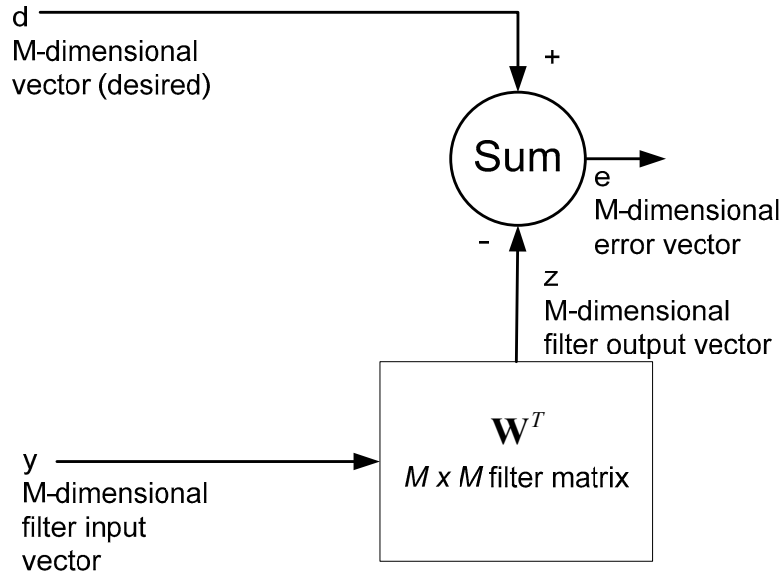 d
M-dimensional
vector (desired)
+
Sum
e
M-dimensional
error vector
-
z
M-dimensional
filter output vector
W^T
M x M filter matrix
y
M-dimensional
filter input
vector